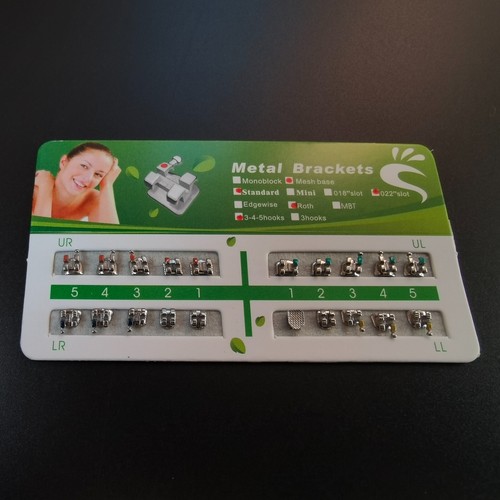 Metal Brackets
Monoblock Mesh base
Standard Mini 018"slot 022"slot
Edgewise Roth MBT
3-4-5hooks 3hooks
UR UL
5 4 3 2 1 1 2 3 4 5
LR LL